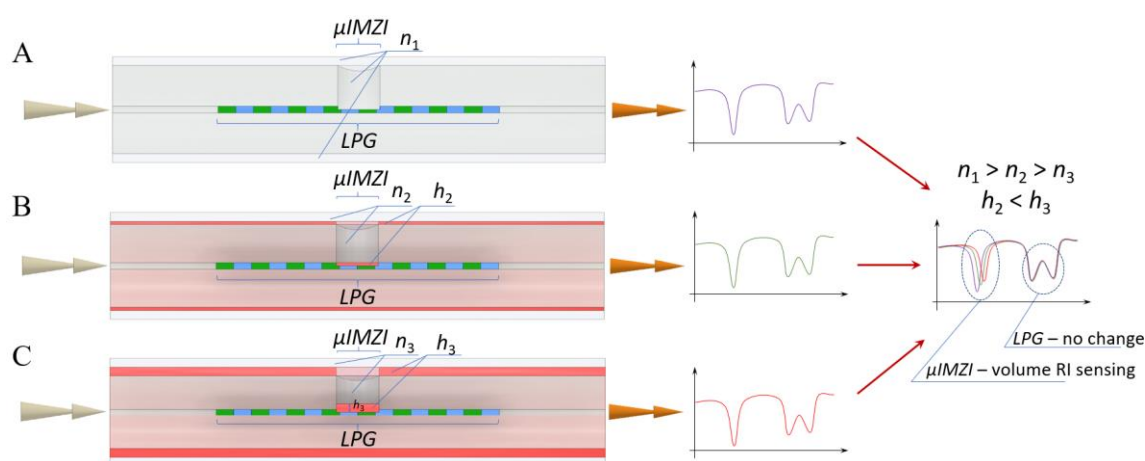 A
μIMZI
n1
LPG
B
μIMZI
n2
h2
LPG
C
μIMZI
n3
h3
h3
LPG
n1 > n2 > n3
h2 < h3
LPG – no change
μIMZI – volume RI sensing